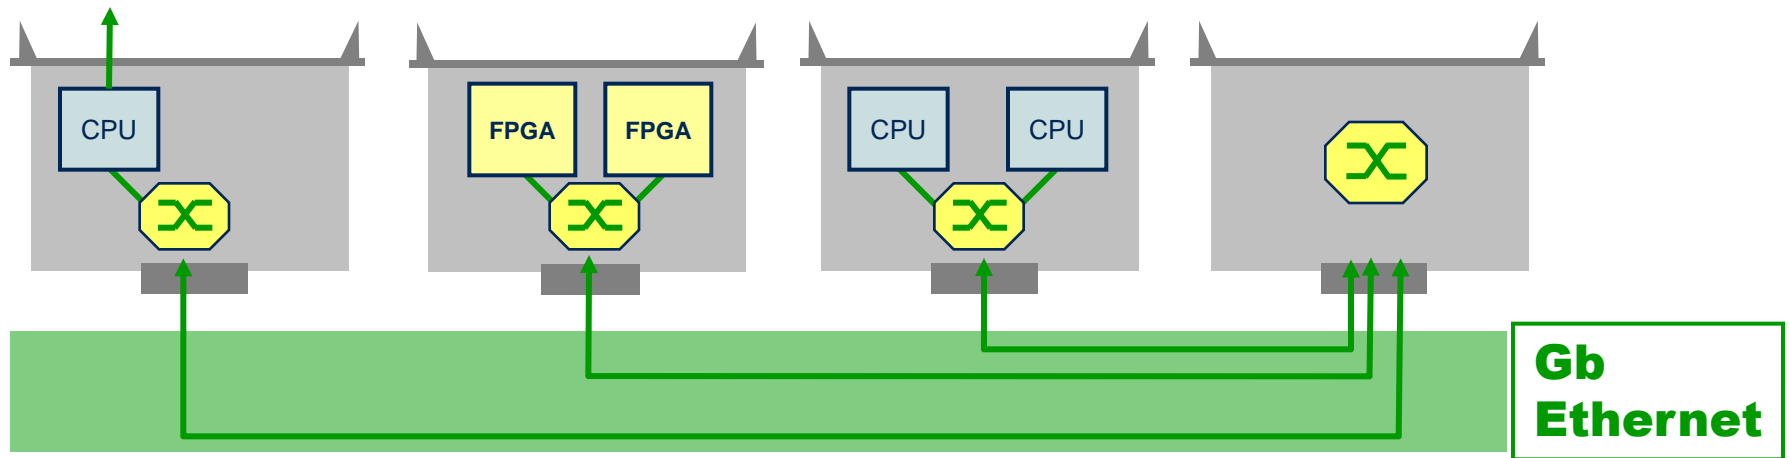 CPU
FPGA
FPGA
CPU
CPU
Gb
Ethernet